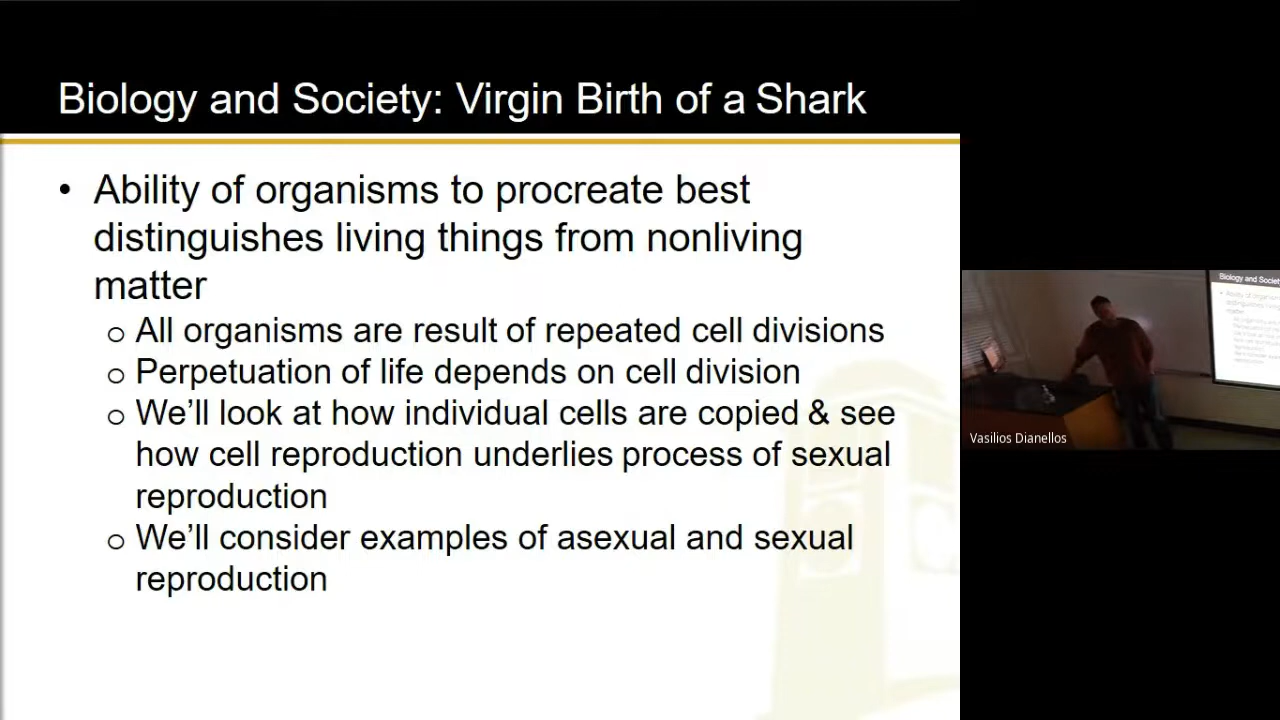 Biology and Society: Virgin Birth of a Shark
• Ability of organisms to procreate best
distinguishes living things from nonliving
matter
o All organisms are result of repeated cell divisions
o Perpetuation of life depends on cell division
o We’ll look at how individual cells are copied & see
how cell reproduction underlies process of sexual
reproduction
o We’ll consider examples of asexual and sexual
reproduction
Biology and Society
Vasilios Dianellos